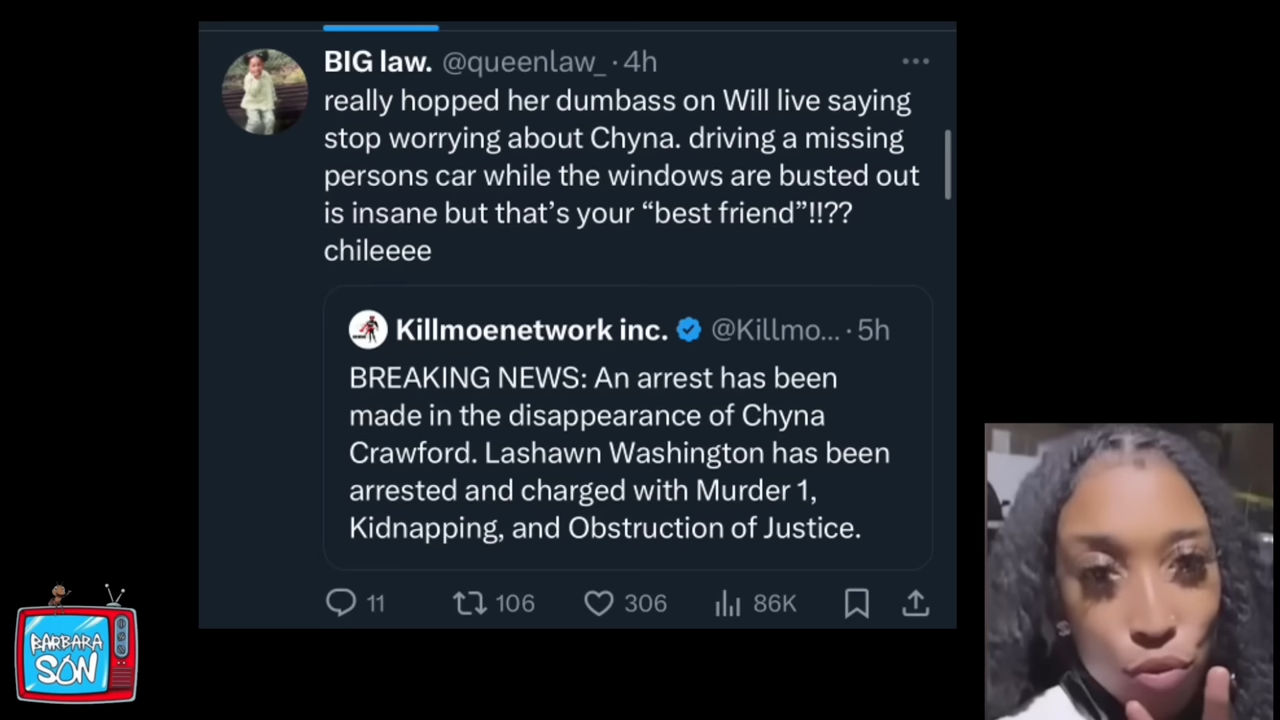 BIG law. @queenlaw_ · 4h
really hopped her dumbass on Will live saying
stop worrying about Chyna. driving a missing
persons car while the windows are busted out
is insane but that’s your “best friend”!!??
chileeee
Killmoenetwork inc. @Killmo... · 5h
BREAKING NEWS: An arrest has been
made in the disappearance of Chyna
Crawford. Lashawn Washington has been
arrested and charged with Murder 1,
Kidnapping, and Obstruction of Justice.
11 106 306 86K
BARBARA
SON